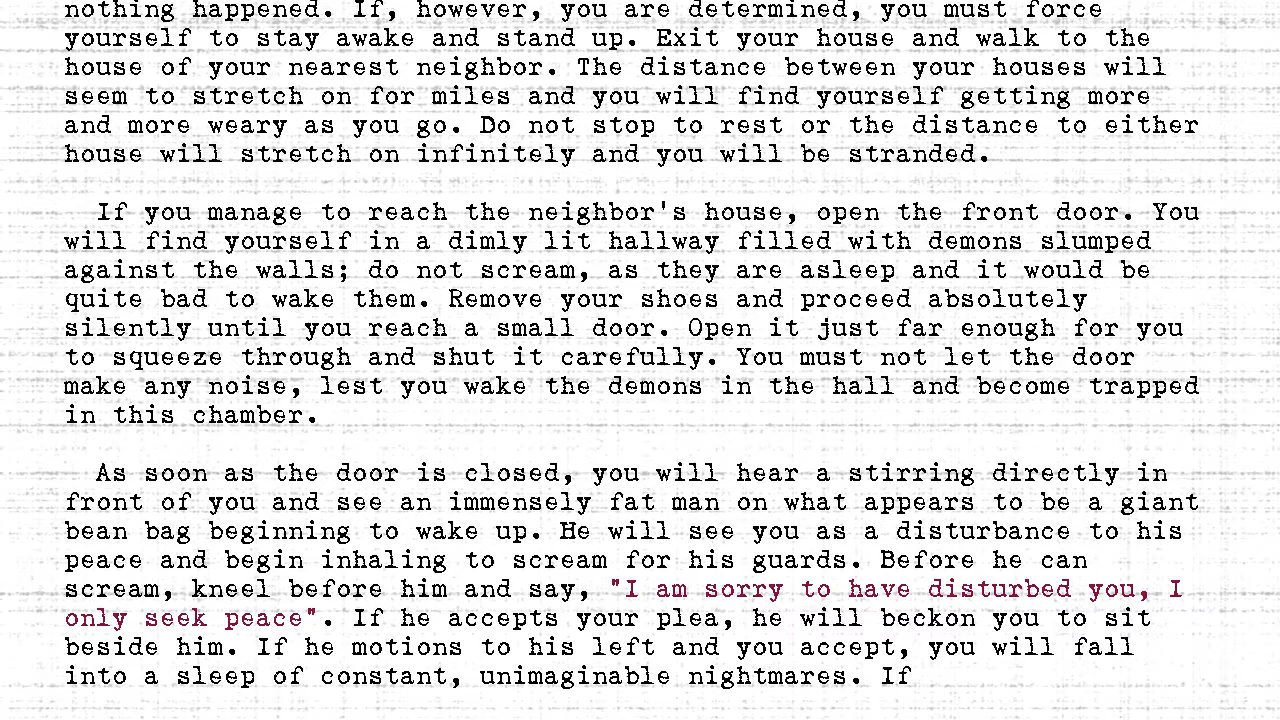 nothing happened. If, however, you are determined, you must force
yourself to stay awake and stand up. Exit your house and walk to the
house of your nearest neighbor. The distance between your houses will
seem to stretch on for miles and you will find yourself getting more
and more weary as you go. Do not stop to rest or the distance to either
house will stretch on infinitely and you will be stranded.
If you manage to reach the neighbor's house, open the front door. You
will find yourself in a dimly lit hallway filled with demons slumped
against the walls; do not scream, as they are asleep and it would be
quite bad to wake them. Remove your shoes and proceed absolutely
silently until you reach a small door. Open it just far enough for you
to squeeze through and shut it carefully. You must not let the door
make any noise, lest you wake the demons in the hall and become trapped
in this chamber.
As soon as the door is closed, you will hear a stirring directly in
front of you and see an immensely fat man on what appears to be a giant
bean bag beginning to wake up. He will see you as a disturbance to his
peace and begin inhaling to scream for his guards. Before he can
scream, kneel before him and say, "I am sorry to have disturbed you, I
only seek peace". If he accepts your plea, he will beckon you to sit
beside him. If he motions to his left and you accept, you will fall
into a sleep of constant, unimaginable nightmares. If